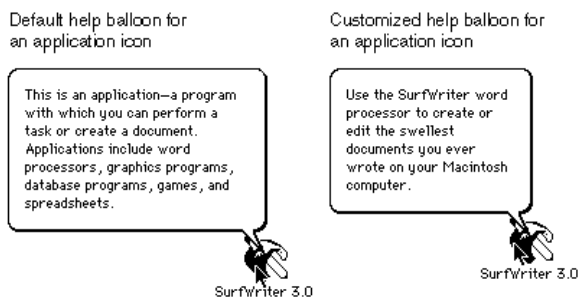 Default help balloon for
an application icon
This is an application—a program
with which you can perform a
task or create a document.
Applications include word
processors, graphics programs,
database programs, games, and
spreadsheets.
SurfWriter 3.0
Customized help balloon for
an application icon
Use the SurfWriter word
processor to create or
edit the swellest
documents you ever
wrote on your Macintosh
computer.
SurfWriter 3.0